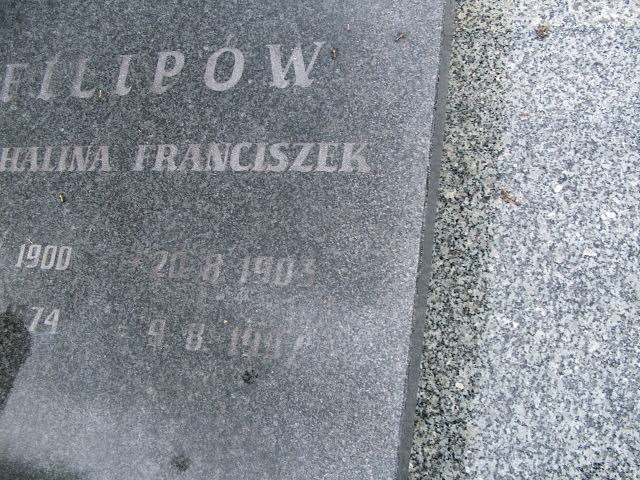 FILIPÓW
HALINA FRANCISZEK
1900 20 8 1903
74 9 8